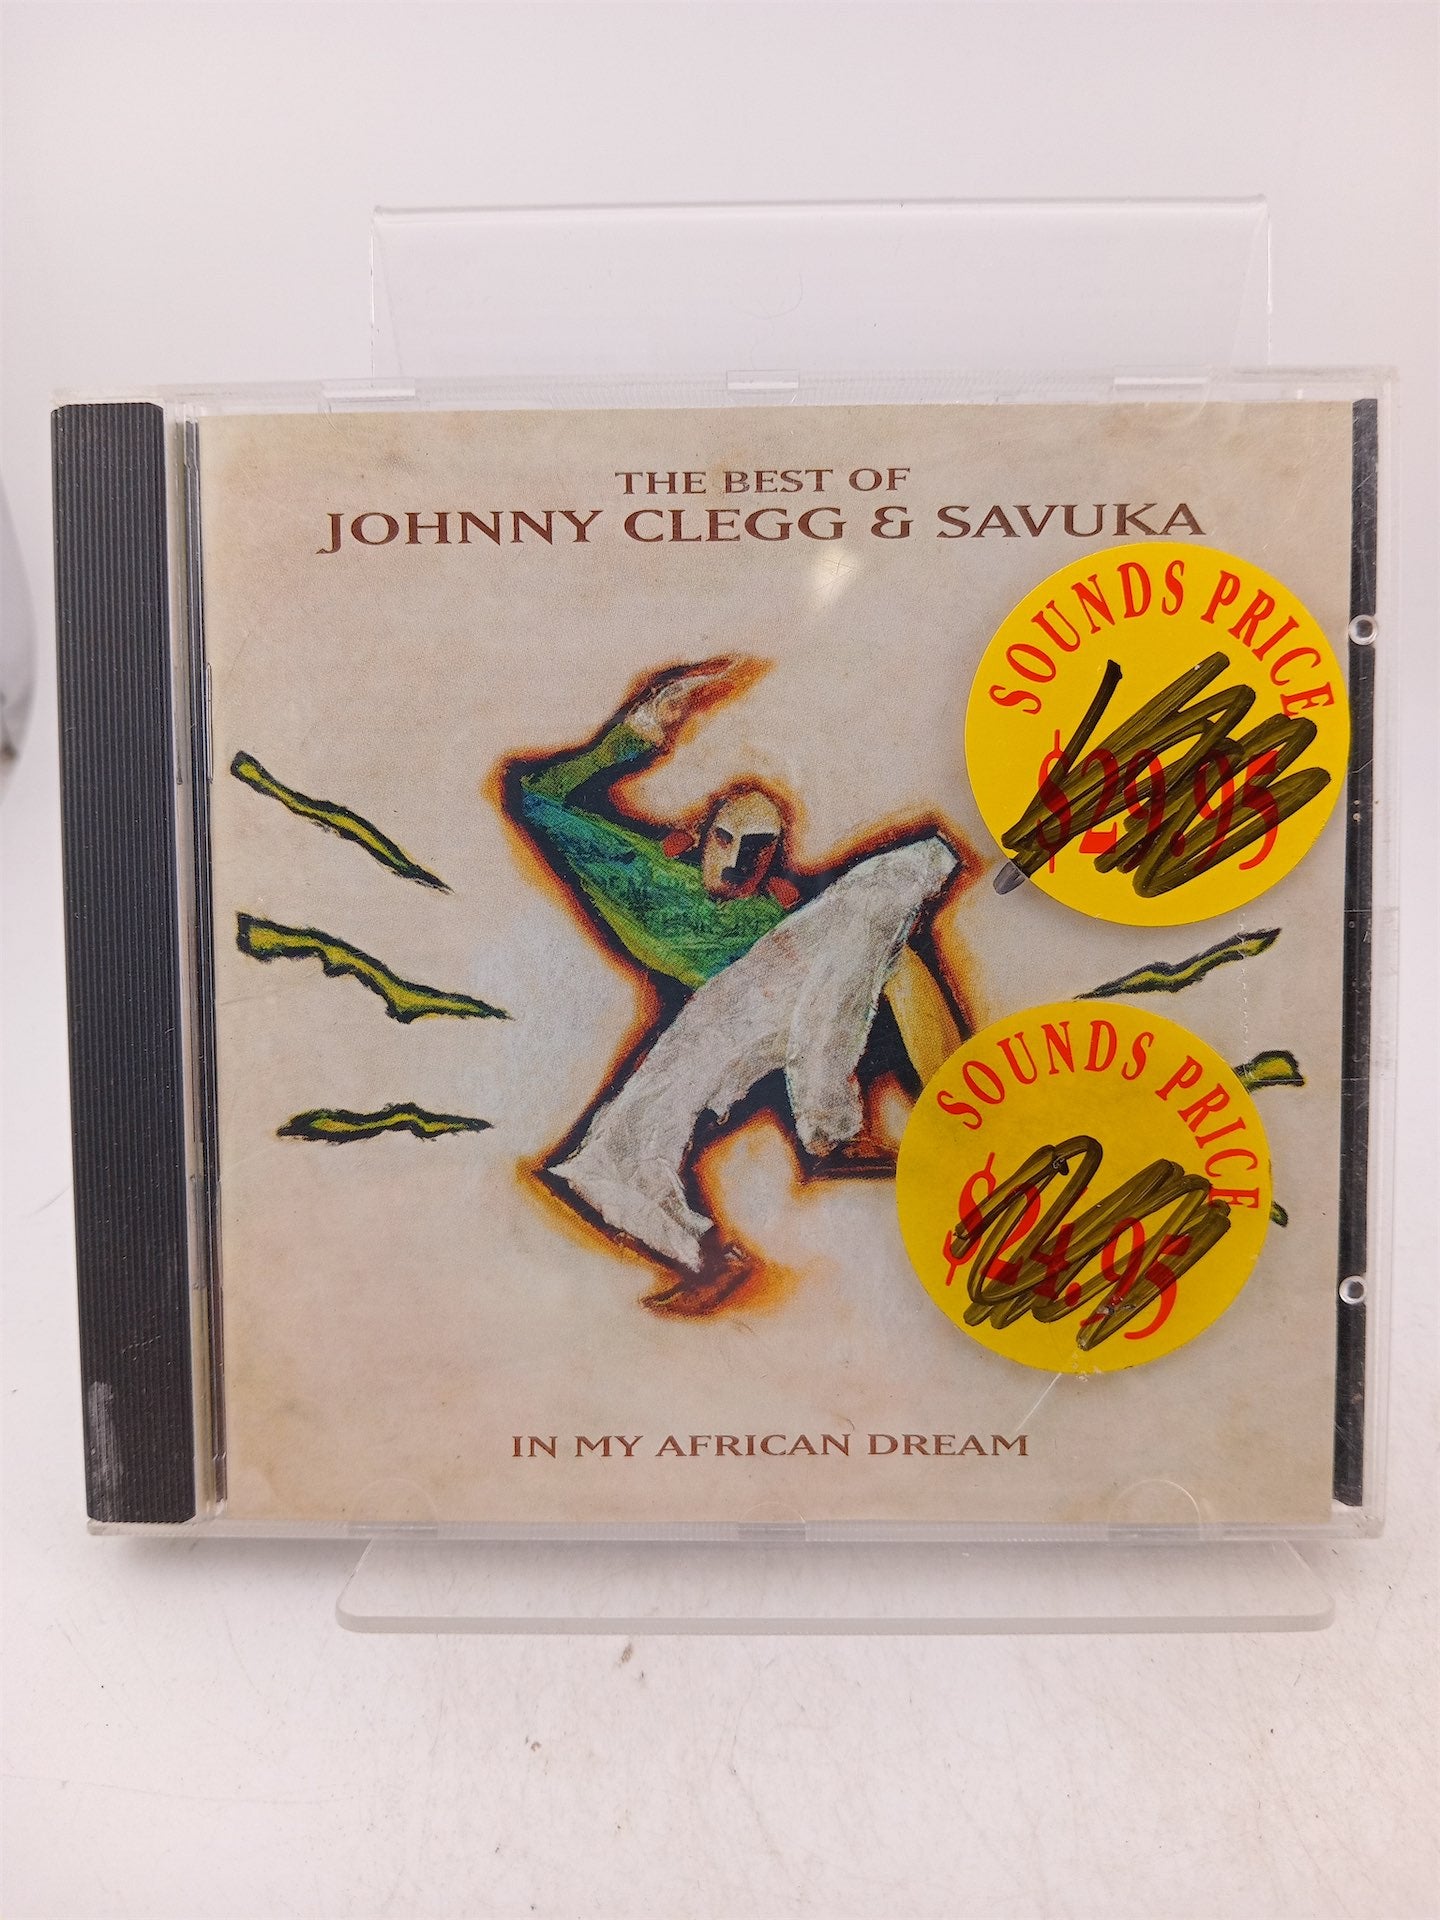 THE BEST OF
JOHNNY CLEGG & SAVUKA
SOUNDS PRICE
$29.95
SOUNDS PRICE
$24.95
IN MY AFRICAN DREAM